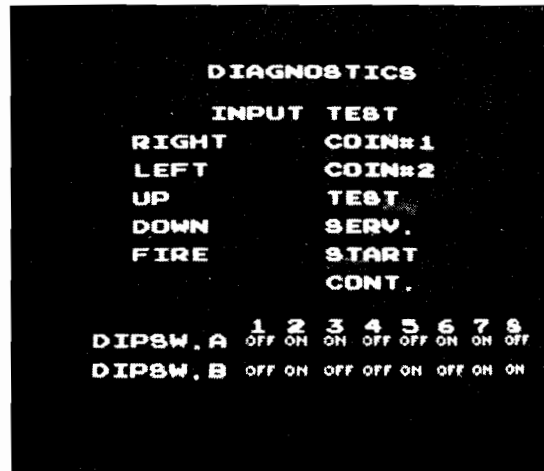 DIAGNOSTICS
INPUT TEST
RIGHT COIN#1
LEFT COIN#2
UP TEST
DOWN SERV.
FIRE START
CONT.
1 2 3 4 5 6 7 8
DIPSW.A OFF ON ON OFF OFF ON ON OFF
DIPSW.B OFF ON OFF OFF ON OFF ON ON